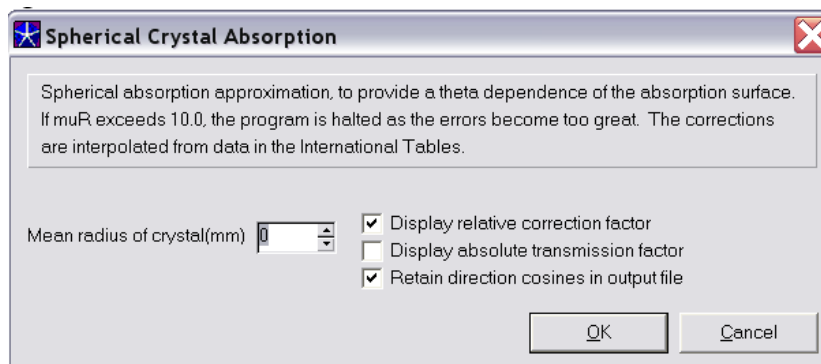 Spherical Crystal Absorption
Spherical absorption approximation, to provide a theta dependence of the absorption surface.
If muR exceeds 10.0, the program is halted as the errors become too great. The corrections
are interpolated from data in the International Tables.
Mean radius of crystal(mm) 0
Display relative correction factor
Display absolute transmission factor
Retain direction cosines in output file
OK Cancel